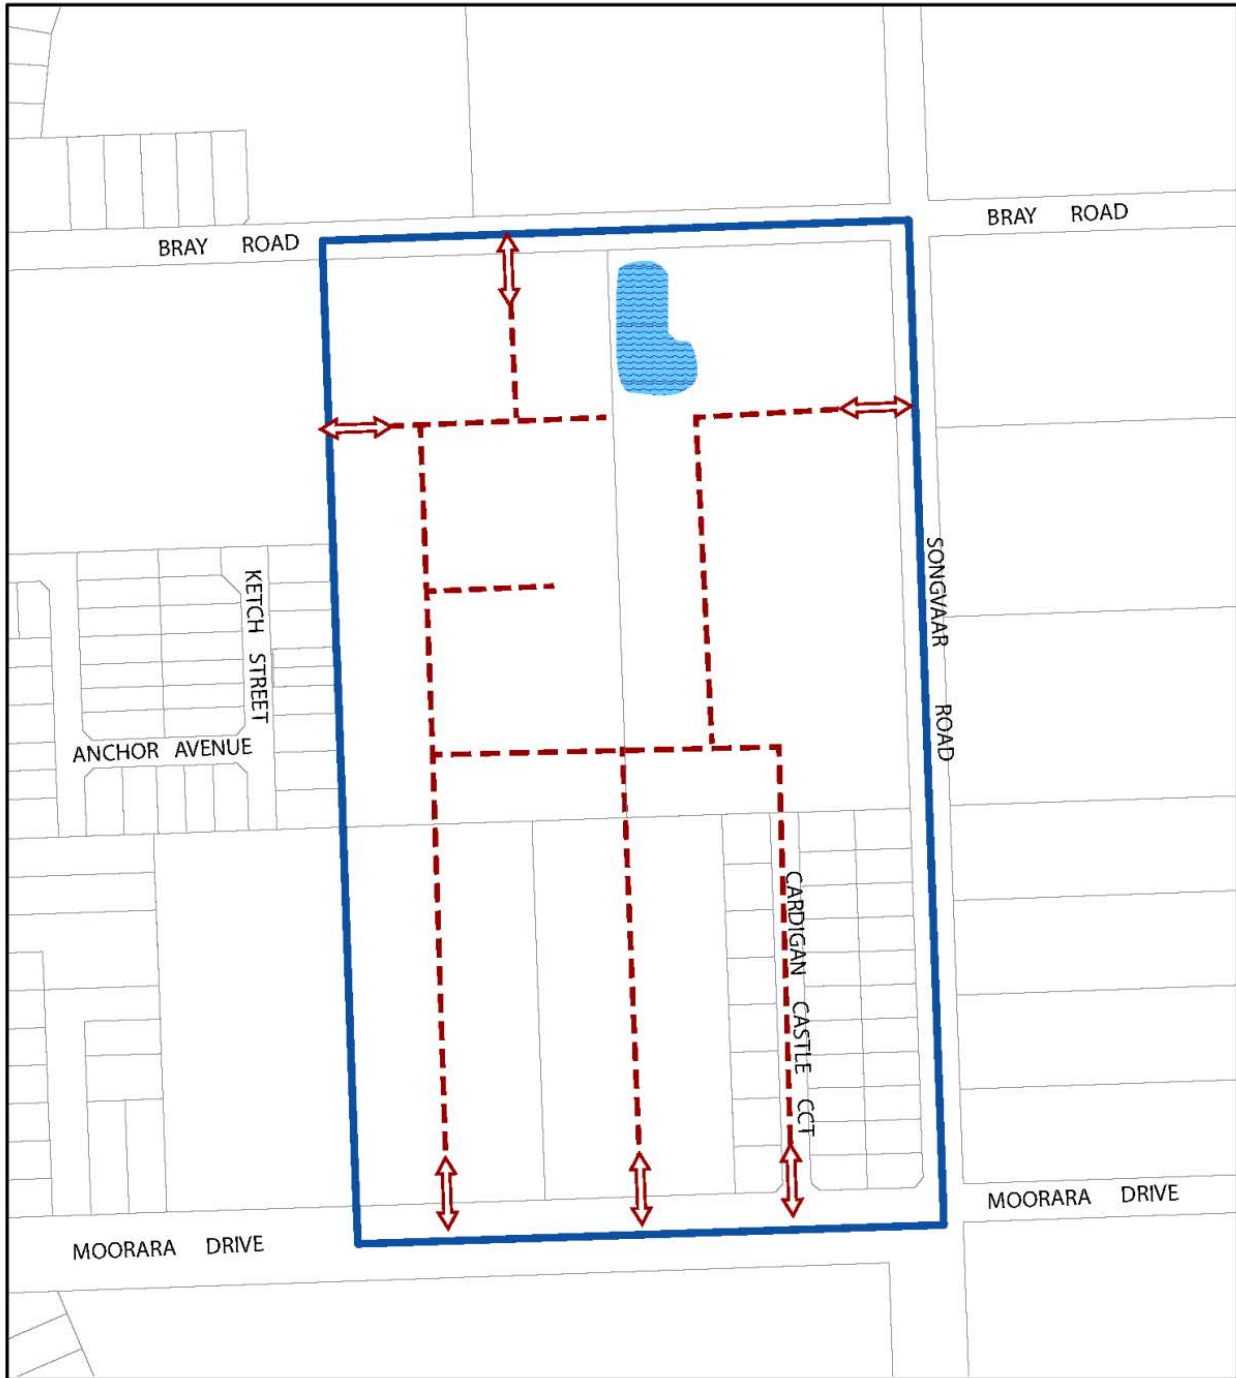 BRAY ROAD
BRAY ROAD
KETCH STREET
SONGVAAR ROAD
ANCHOR AVENUE
CARDIGAN CASTLE CCT
MOORARA DRIVE
MOORARA DRIVE